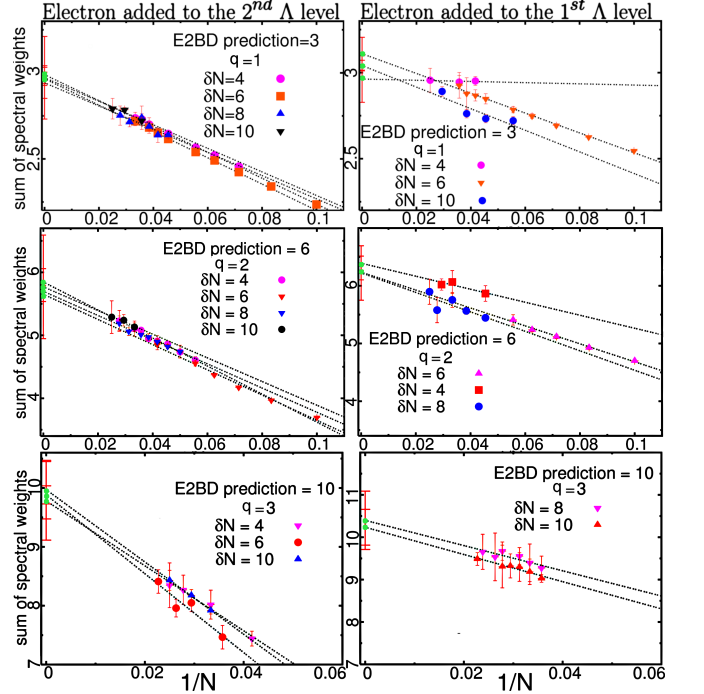 Electron added to the 2nd Λ level
Electron added to the 1st Λ level
sum of spectral weights
3
2.5
E2BD prediction=3
q=1
δN=4
δN=6
δN=8
δN=10
0 0.02 0.04 0.06 0.08 0.1
3
2.5
E2BD prediction = 3
q=1
δN = 4
δN = 6
δN = 10
0 0.02 0.04 0.06 0.08 0.1
sum of spectral weights
6
5
4
E2BD prediction = 6
q=2
δN = 4
δN = 6
δN = 8
δN = 10
0 0.02 0.04 0.06 0.08 0.1
6
5
4
E2BD prediction = 6
q=2
δN = 6
δN = 4
δN = 8
0 0.02 0.04 0.06 0.08 0.1
sum of spectral weights
10
9
8
7
E2BD prediction = 10
q=3
δN = 4
δN = 6
δN = 10
0 0.02 0.04 0.06
1/N
11
10
9
8
7
E2BD prediction = 10
q=3
δN = 8
δN = 10
0 0.02 0.04 0.06
1/N